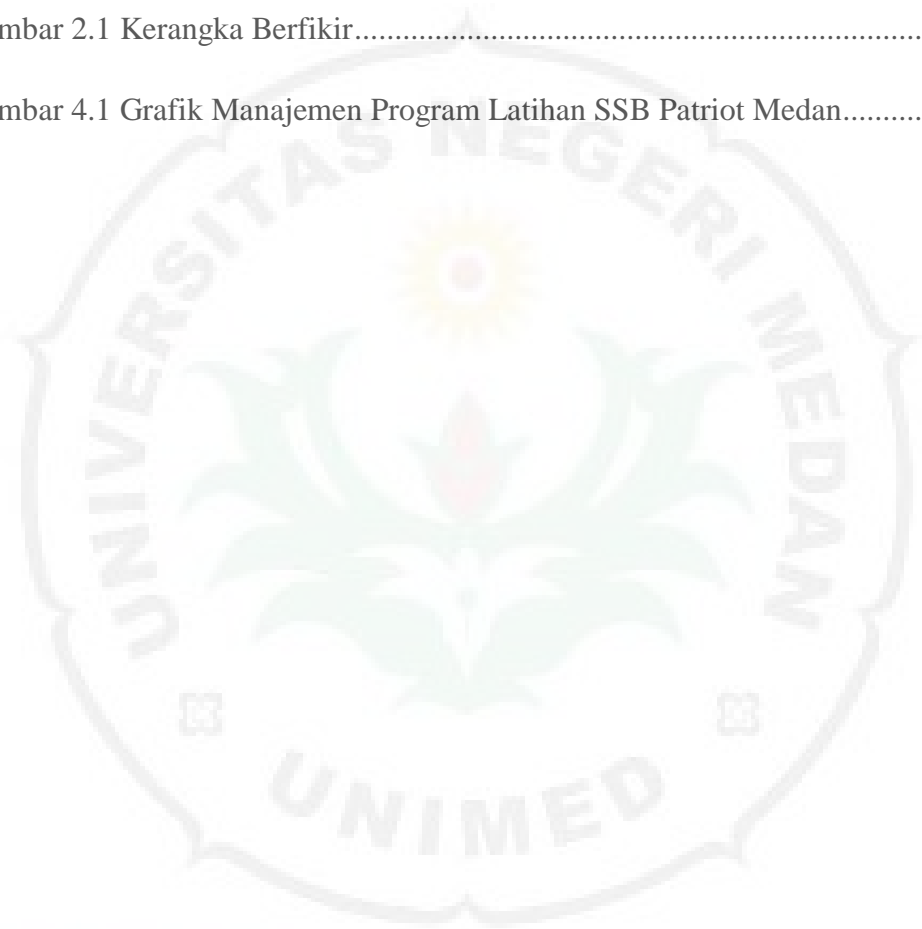 mbar 2.1 Kerangka Berfikir......................................................................
mbar 4.1 Grafik Manajemen Program Latihan SSB Patriot Medan..........
UNIVERSITAS NEGERI MEDAN
UNIMED